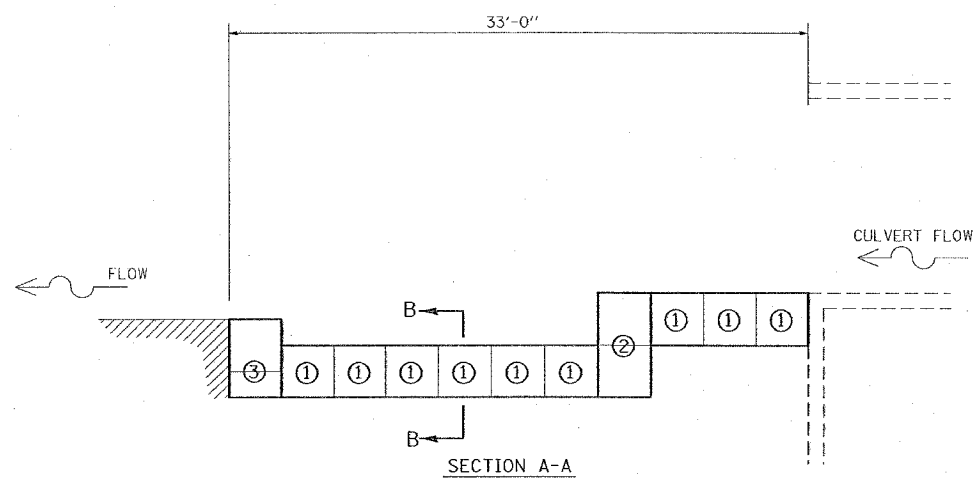 33'-0"
CULVERT FLOW
FLOW
B
① ① ①
②
③ ① ① ① ① ① ①
B
SECTION A-A